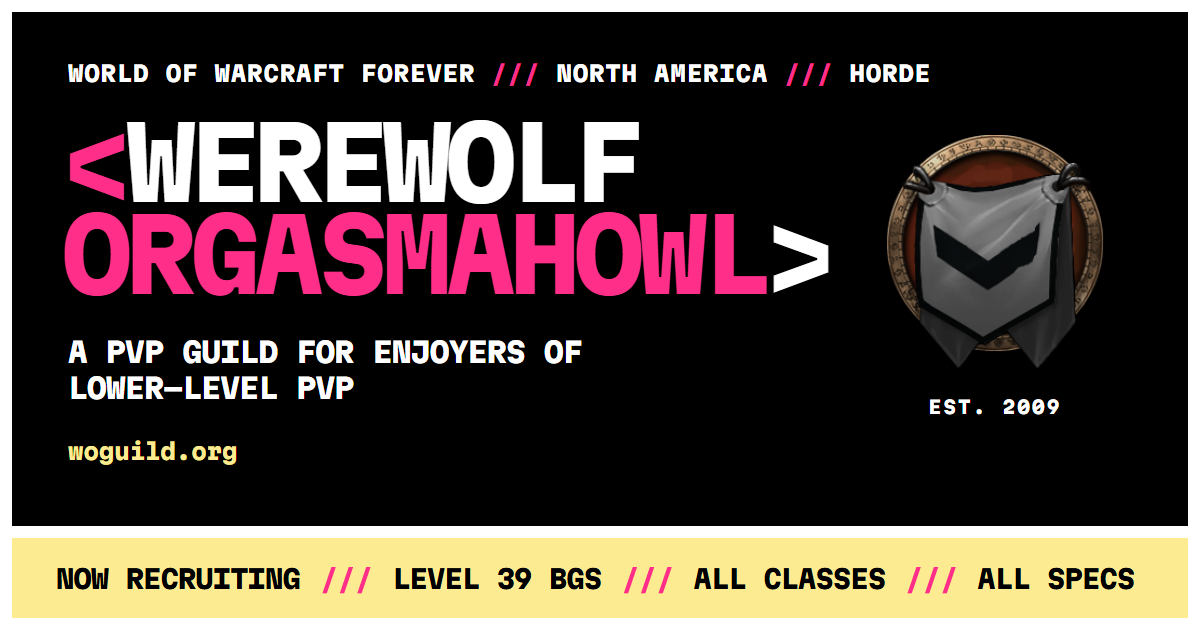 WORLD OF WARCRAFT FOREVER /// NORTH AMERICA /// HORDE
<WEREWOLF
ORGASMAHOWL>
A PVP GUILD FOR ENJOYERS OF
LOWER-LEVEL PVP
woguild.org
EST. 2009
NOW RECRUITING /// LEVEL 39 BGS /// ALL CLASSES /// ALL SPECS